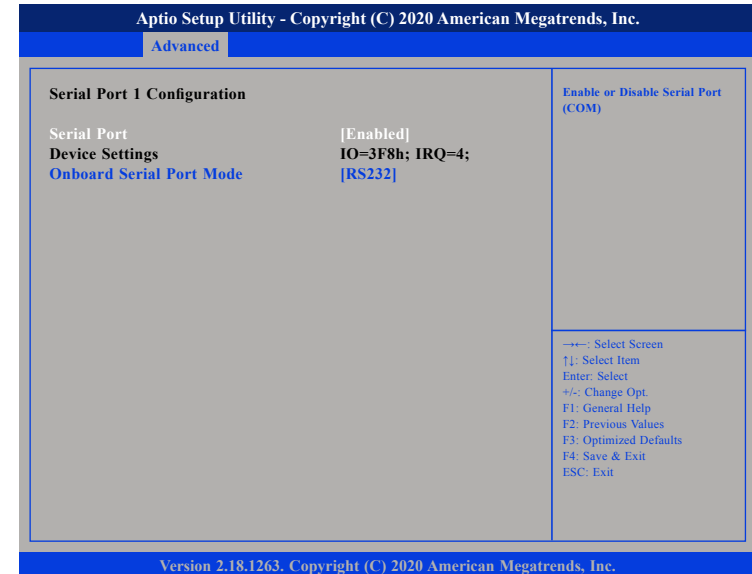 Aptio Setup Utility - Copyright (C) 2020 American Megatrends, Inc.
Advanced
Serial Port 1 Configuration
Serial Port [Enabled]
Device Settings IO=3F8h; IRQ=4;
Onboard Serial Port Mode [RS232]
Enable or Disable Serial Port
(COM)
→←: Select Screen
↑↓: Select Item
Enter: Select
+/-: Change Opt.
F1: General Help
F2: Previous Values
F3: Optimized Defaults
F4: Save & Exit
ESC: Exit
Version 2.18.1263. Copyright (C) 2020 American Megatrends, Inc.